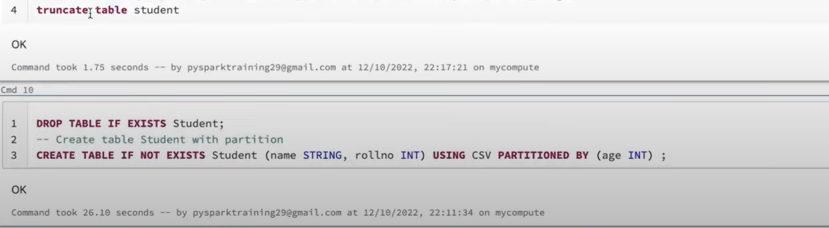 4 truncate table student
OK
Command took 1.75 seconds -- by pysparktraining29@gmail.com at 12/10/2022, 22:17:21 on mycompute
Cmd 10
1 DROP TABLE IF EXISTS Student;
2 -- Create table Student with partition
3 CREATE TABLE IF NOT EXISTS Student (name STRING, rollno INT) USING CSV PARTITIONED BY (age INT) ;
OK
Command took 26.10 seconds -- by pysparktraining29@gmail.com at 12/10/2022, 22:11:34 on mycompute